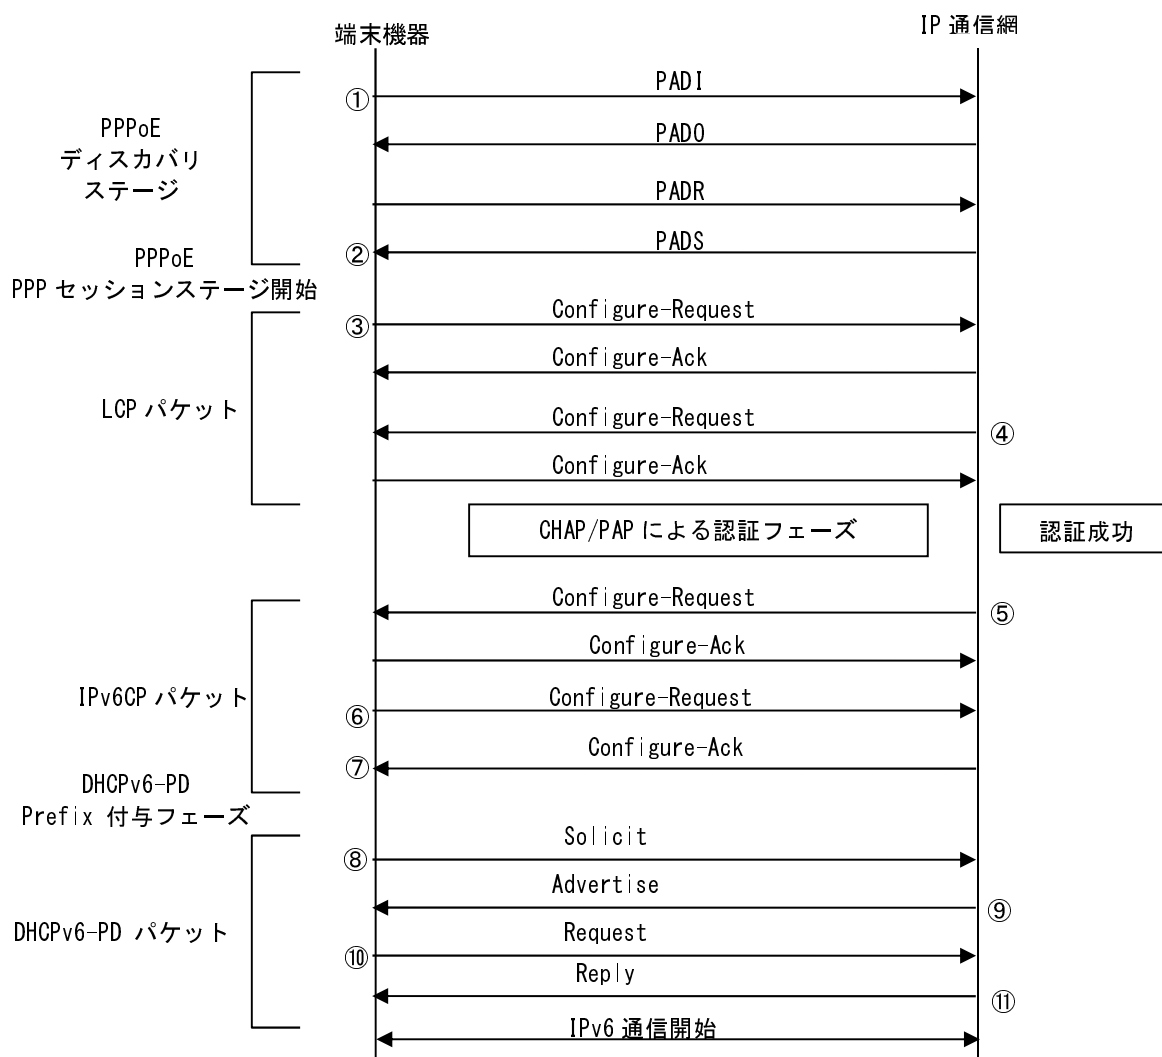 端末機器
IP 通信網
PPPoE
ディスカバリ
ステージ
①
PADI
PADO
PADR
②
PADS
PPPoE
PPP セッションステージ開始
LCP パケット
③
Configure-Request
Configure-Ack
Configure-Request
④
Configure-Ack
CHAP/PAP による認証フェーズ
認証成功
IPv6CP パケット
Configure-Request
⑤
Configure-Ack
⑥
Configure-Request
⑦
Configure-Ack
DHCPv6-PD
Prefix 付与フェーズ
DHCPv6-PD パケット
⑧
Solicit
Advertise
⑨
⑩
Request
Reply
⑪
IPv6 通信開始